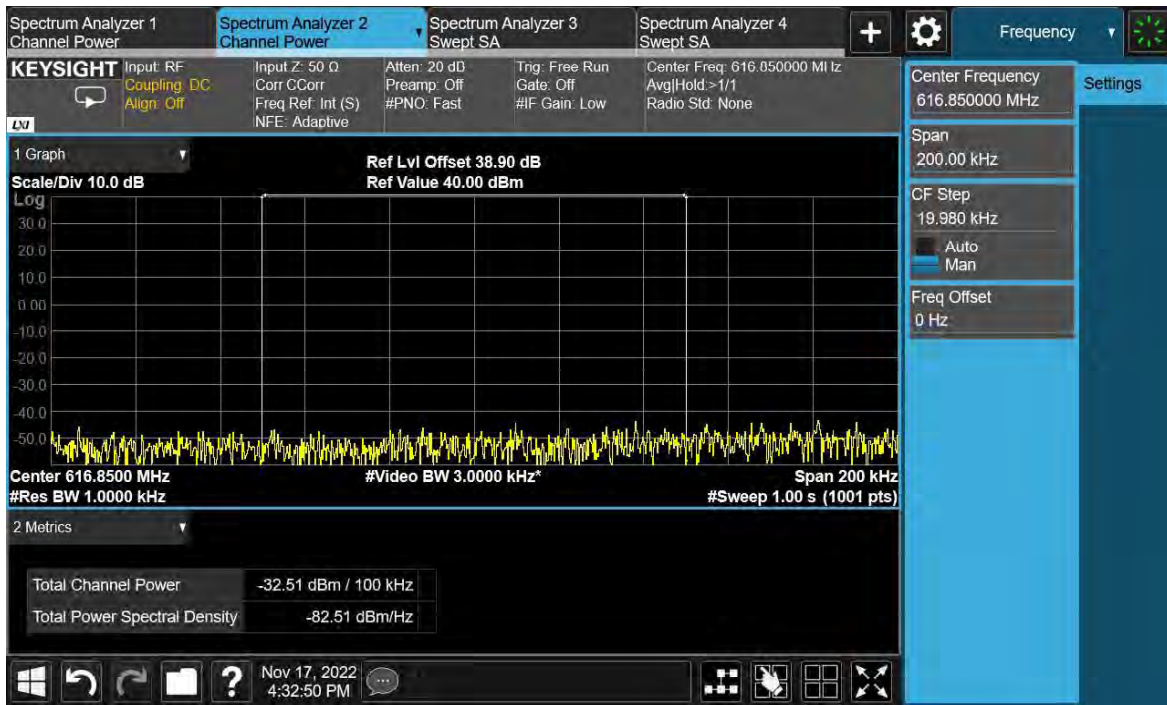 Spectrum Analyzer 1
Channel Power
Spectrum Analyzer 2
Channel Power
Spectrum Analyzer 3
Swept SA
Spectrum Analyzer 4
Swept SA
+
Frequency
KEYSIGHT
LXI
Input: RF
Coupling: DC
Align: Off
Input Z: 50 Ω
Corr CCorr
Freq Ref: Int (S)
NFE: Adaptive
Atten: 20 dB
Preamp: Off
#PNO: Fast
Trig: Free Run
Gate: Off
#IF Gain: Low
Center Freq: 616.850000 MHz
Avg|Hold:>1/1
Radio Std: None
Center Frequency
616.850000 MHz
Settings
Span
200.00 kHz
CF Step
19.980 kHz
Auto
Man
Freq Offset
0 Hz
1 Graph
Scale/Div 10.0 dB
Ref Lvl Offset 38.90 dB
Ref Value 40.00 dBm
Log
30.0
20.0
10.0
0.00
-10.0
-20.0
-30.0
-40.0
-50.0
Center 616.8500 MHz
#Video BW 3.0000 kHz*
Span 200 kHz
#Res BW 1.0000 kHz
#Sweep 1.00 s (1001 pts)
2 Metrics
Total Channel Power -32.51 dBm / 100 kHz
Total Power Spectral Density -82.51 dBm/Hz
?
Nov 17, 2022
4:32:50 PM